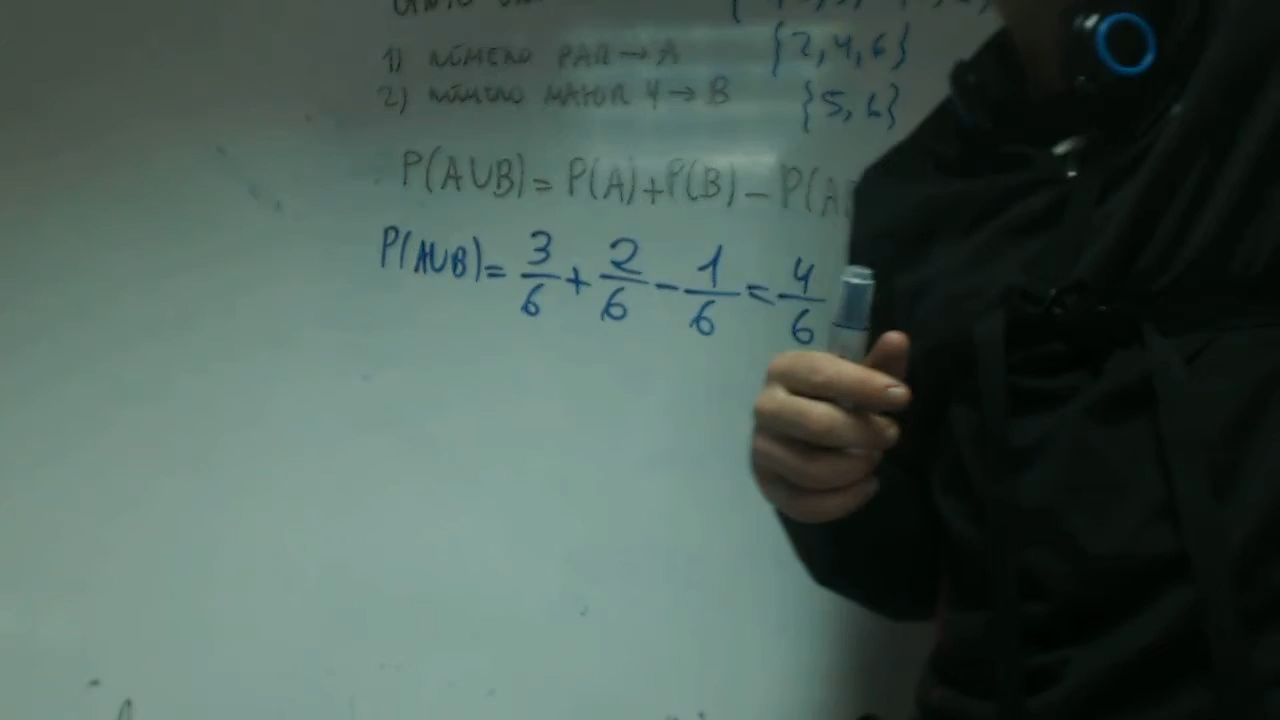 1) NÚMERO PAR → A {2,4,6}
2) NÚMERO MAIOR 4 → B {5,6}
P(A∪B) = P(A)+P(B) - P(A
P(A∪B) = 3/6 + 2/6 - 1/6 = 4/6